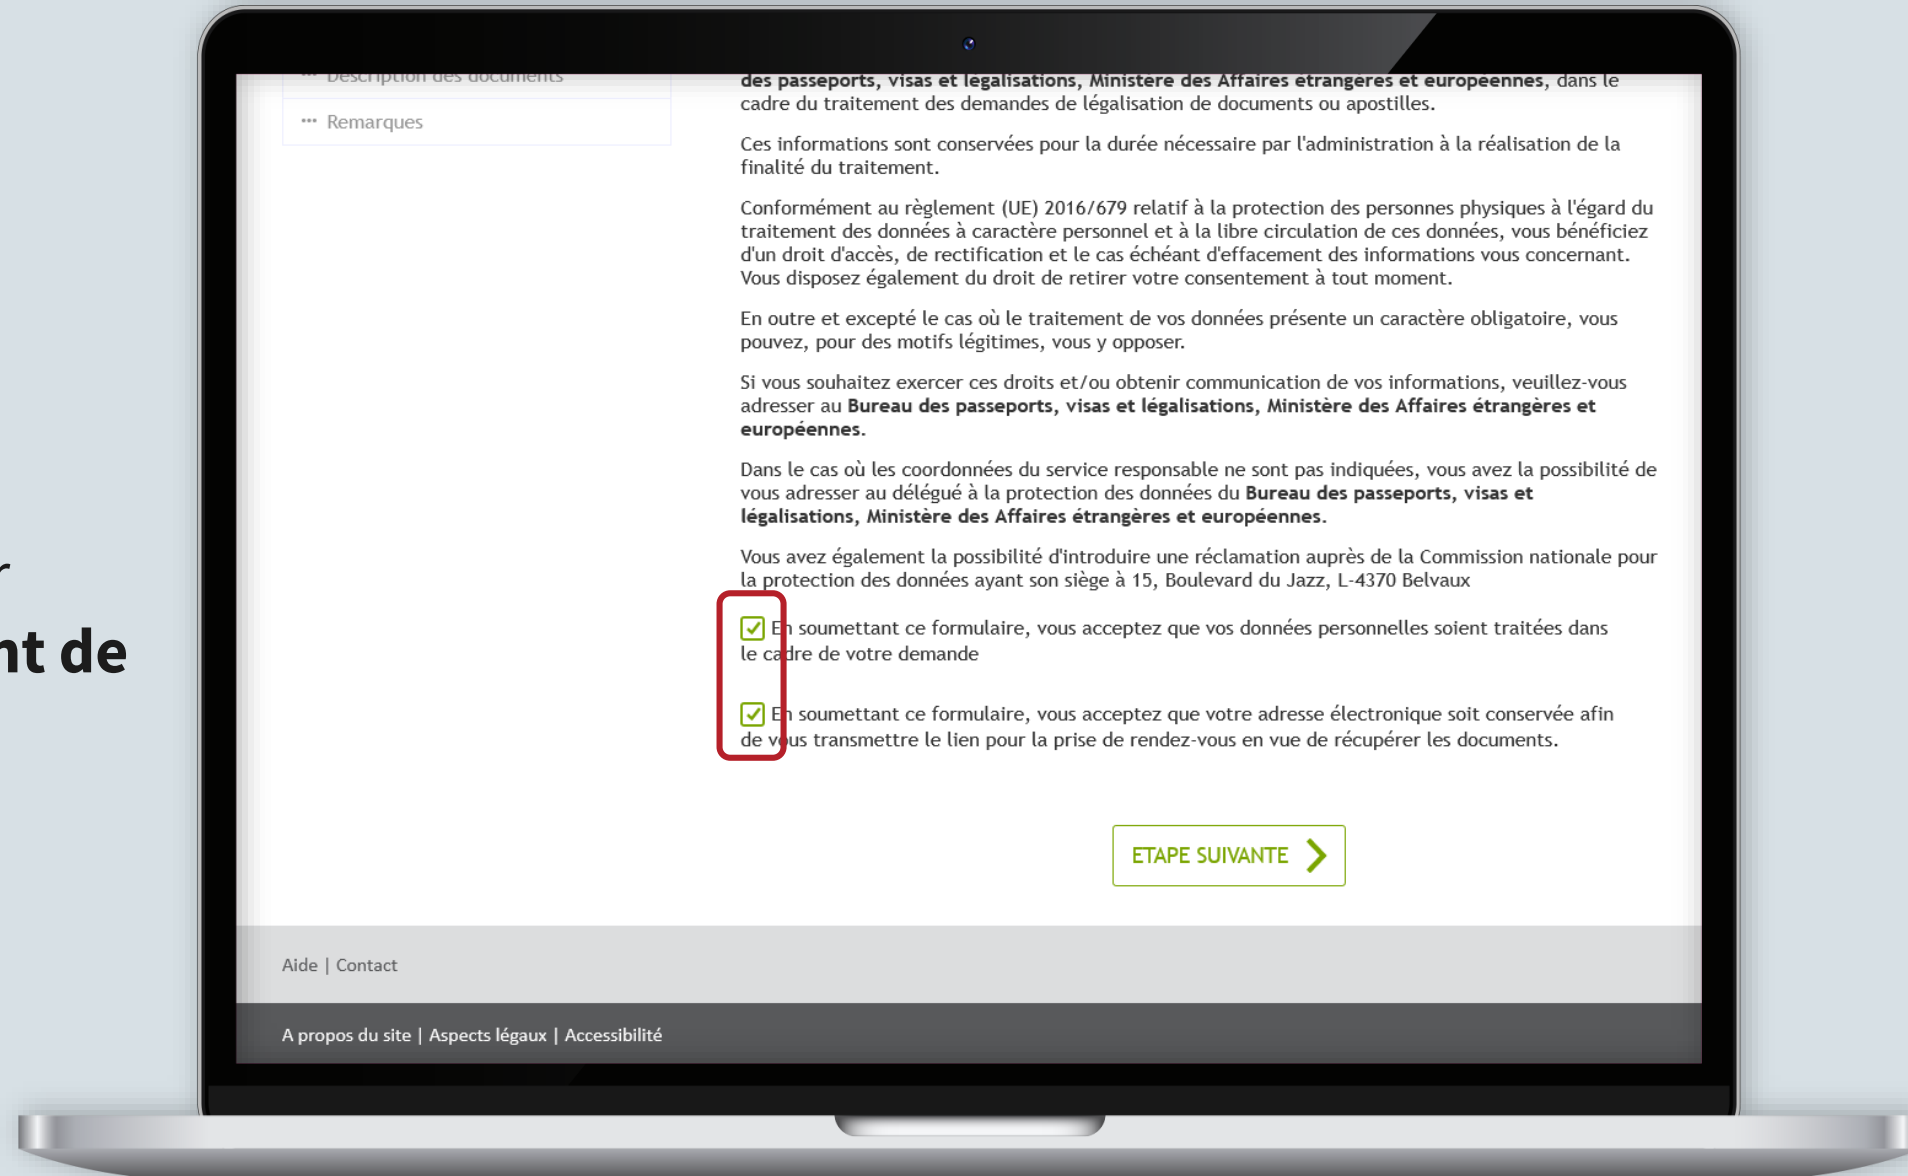 nt de
Description des documents
Remarques
des passeports, visas et légalisations, Ministère des Affaires étrangères et européennes, dans le
cadre du traitement des demandes de légalisation de documents ou apostilles.
Ces informations sont conservées pour la durée nécessaire par l'administration à la réalisation de la
finalité du traitement.
Conformément au règlement (UE) 2016/679 relatif à la protection des personnes physiques à l'égard du
traitement des données à caractère personnel et à la libre circulation de ces données, vous bénéficiez
d'un droit d'accès, de rectification et le cas échéant d'effacement des informations vous concernant.
Vous disposez également du droit de retirer votre consentement à tout moment.
En outre et excepté le cas où le traitement de vos données présente un caractère obligatoire, vous
pouvez, pour des motifs légitimes, vous y opposer.
Si vous souhaitez exercer ces droits et/ou obtenir communication de vos informations, veuillez-vous
adresser au Bureau des passeports, visas et légalisations, Ministère des Affaires étrangères et
européennes.
Dans le cas où les coordonnées du service responsable ne sont pas indiquées, vous avez la possibilité de
vous adresser au délégué à la protection des données du Bureau des passeports, visas et
légalisations, Ministère des Affaires étrangères et européennes.
Vous avez également la possibilité d'introduire une réclamation auprès de la Commission nationale pour
la protection des données ayant son siège à 15, Boulevard du Jazz, L-4370 Belvaux
En soumettant ce formulaire, vous acceptez que vos données personnelles soient traitées dans
le cadre de votre demande
En soumettant ce formulaire, vous acceptez que votre adresse électronique soit conservée afin
de vous transmettre le lien pour la prise de rendez-vous en vue de récupérer les documents.
ETAPE SUIVANTE
Aide | Contact
A propos du site | Aspects légaux | Accessibilité